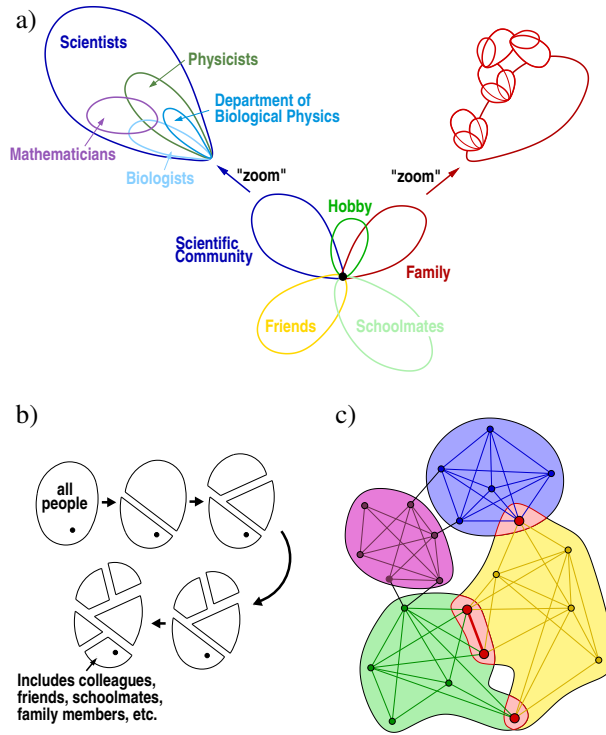 a)
Scientists
Physicists
Department of
Biological Physics
Mathematicians
Biologists
"zoom"
"zoom"
Hobby
Scientific
Community
Family
Friends
Schoolmates
b)
all
people
Includes colleagues,
friends, schoolmates,
family members, etc.
c)